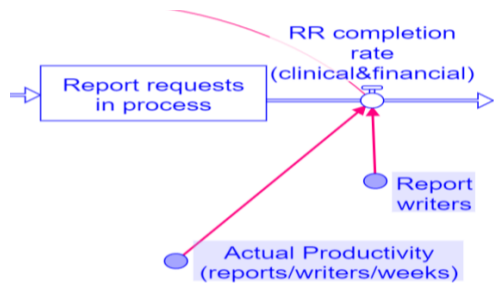 RR completion
rate
(clinical&financial)
Report requests
in process
Report
writers
Actual Productivity
(reports/writers/weeks)